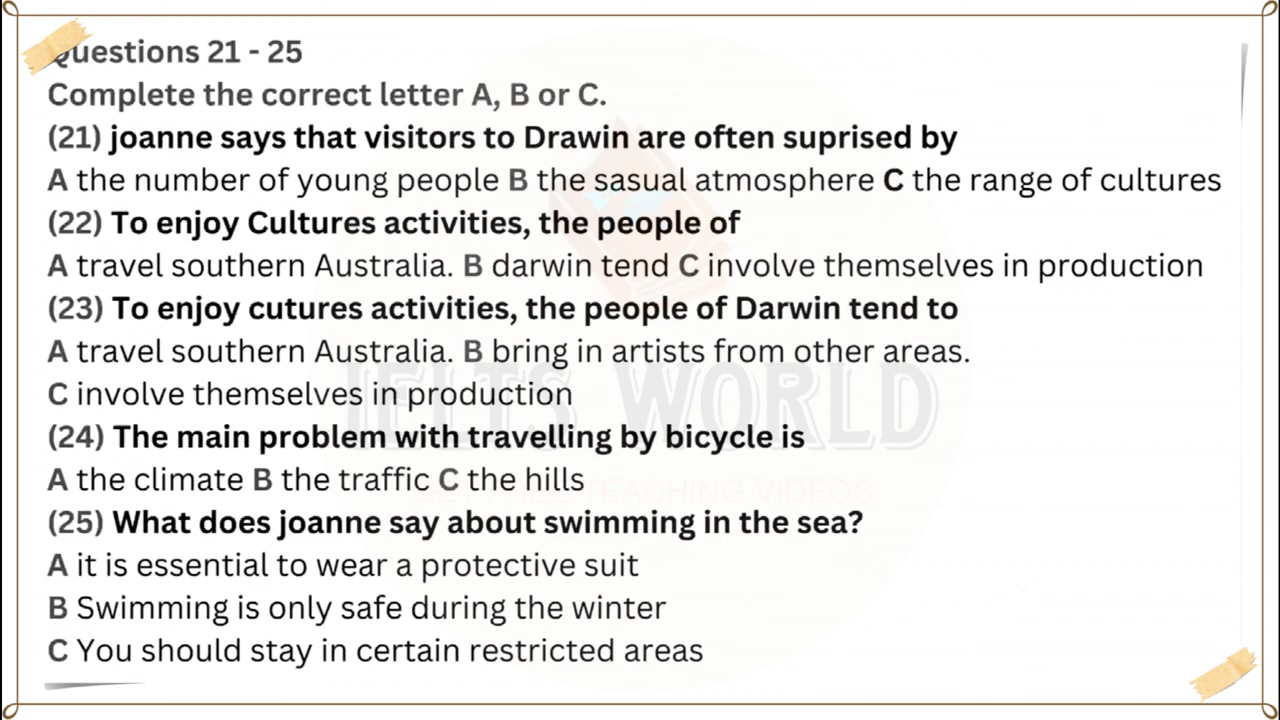 Questions 21 - 25
Complete the correct letter A, B or C.
(21) joanne says that visitors to Drawin are often suprised by
A the number of young people B the sasual atmosphere C the range of cultures
(22) To enjoy Cultures activities, the people of
A travel southern Australia. B darwin tend C involve themselves in production
(23) To enjoy cutures activities, the people of Darwin tend to
A travel southern Australia. B bring in artists from other areas.
C involve themselves in production
IELTS WORLD
(24) The main problem with travelling by bicycle is
A the climate B the traffic C the hills
GET FREE TEACHING VIDEOS
(25) What does joanne say about swimming in the sea?
A it is essential to wear a protective suit
B Swimming is only safe during the winter
C You should stay in certain restricted areas